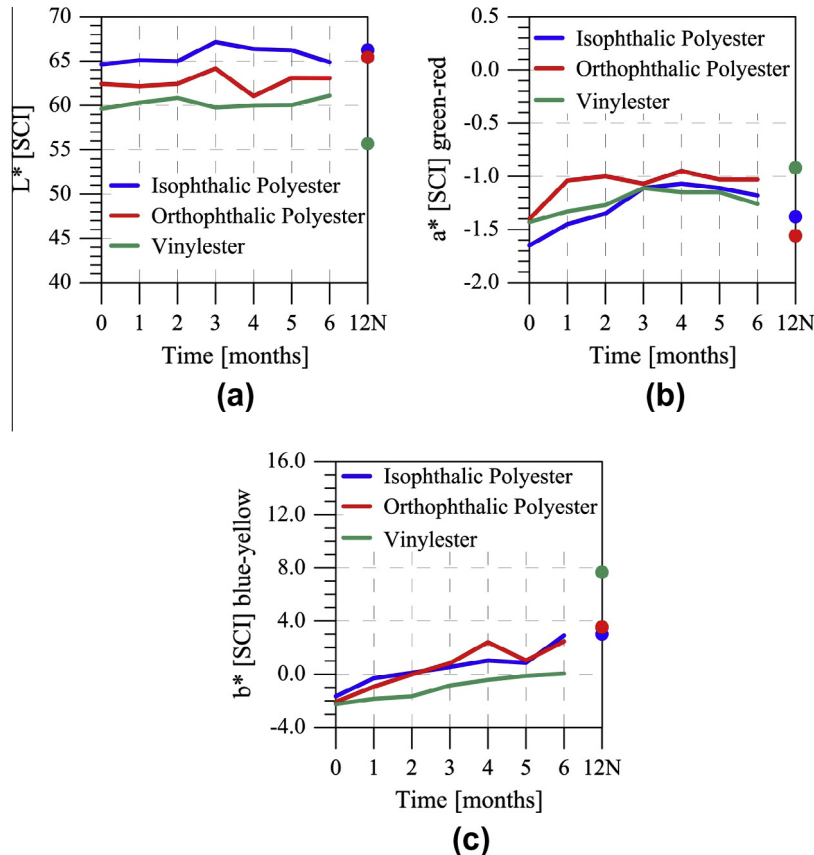 L* [SCI]
70
65
60
55
50
45
40
Isophthalic Polyester
Orthophthalic Polyester
Vinylester
0 1 2 3 4 5 6 12N
Time [months]
(a)
a* [SCI] green-red
0.5
0.0
-0.5
-1.0
-1.5
-2.0
Isophthalic Polyester
Orthophthalic Polyester
Vinylester
0 1 2 3 4 5 6 12N
Time [months]
(b)
b* [SCI] blue-yellow
16.0
12.0
8.0
4.0
0.0
-4.0
Isophthalic Polyester
Orthophthalic Polyester
Vinylester
0 1 2 3 4 5 6 12N
Time [months]
(c)